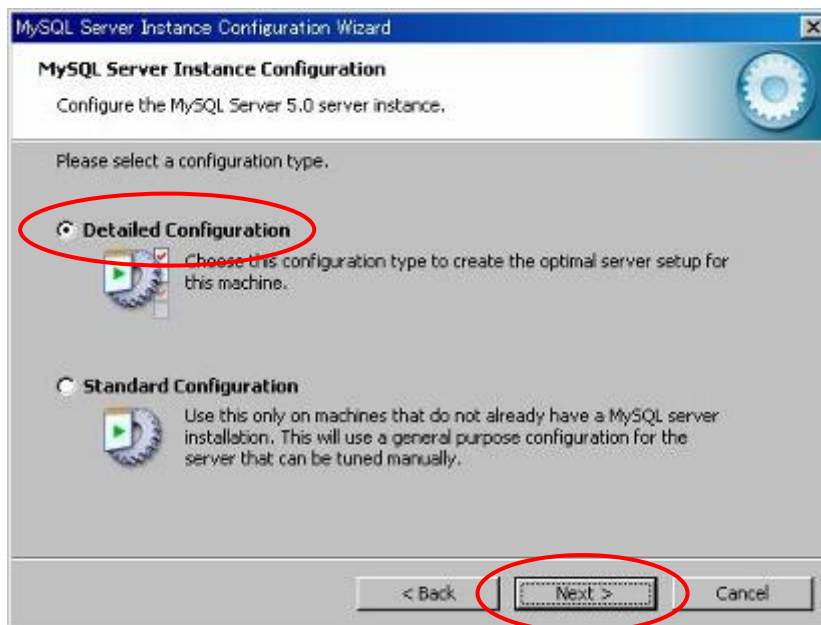 MySQL Server Instance Configuration Wizard
MySQL Server Instance Configuration
Configure the MySQL Server 5.0 server instance.
Please select a configuration type.
Detailed Configuration
Choose this configuration type to create the optimal server setup for
this machine.
Standard Configuration
Use this only on machines that do not already have a MySQL server
installation. This will use a general purpose configuration for the
server that can be tuned manually.
< Back
Next >
Cancel